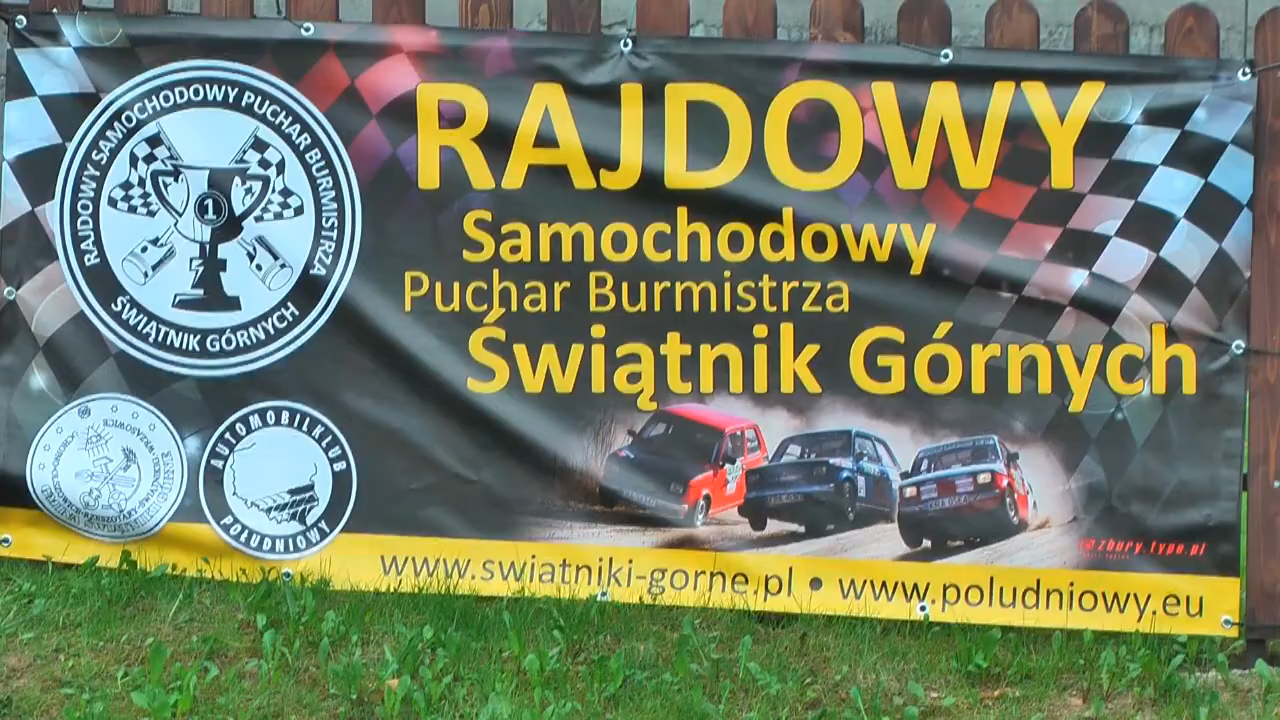 RAJDOWY SAMOCHODOWY PUCHAR BURMISTRZA
ŚWIĄTNIK GÓRNYCH
1
RAJDOWY
Samochodowy
Puchar Burmistrza
Świątnik Górnych
AUTOMOBILKLUB
POŁUDNIOWY
www.swiatniki-gorne.pl • www.poludniowy.eu